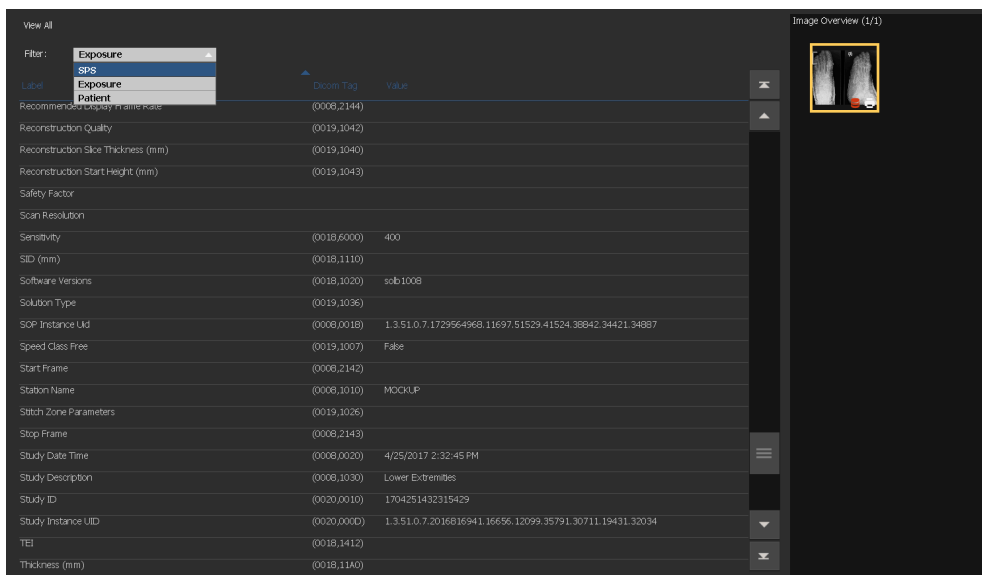 View All
Image Overview (1/1)
Filter:
Exposure
SPS
Exposure
Patient
Label Dicom Tag Value
Recommended Display Frame Rate (0008,2144)
Reconstruction Quality (0019,1042)
Reconstruction Slice Thickness (mm) (0019,1040)
Reconstruction Start Height (mm) (0019,1043)
Safety Factor
Scan Resolution
Sensitivity (0018,6000) 400
SID (mm) (0018,1110)
Software Versions (0018,1020) solb1008
Solution Type (0019,1036)
SOP Instance Uid (0008,0018) 1.3.51.0.7.1729564968.11697.51529.41524.38842.34421.34887
Speed Class Free (0019,1007) False
Start Frame (0008,2142)
Station Name (0008,1010) MOCKUP
Stitch Zone Parameters (0019,1026)
Stop Frame (0008,2143)
Study Date Time (0008,0020) 4/25/2017 2:32:45 PM
Study Description (0008,1030) Lower Extremities
Study ID (0020,0010) 1704251432315429
Study Instance UID (0020,000D) 1.3.51.0.7.2016816941.16656.12099.35791.30711.19431.32034
TEI (0018,1412)
Thickness (mm) (0018,11A0)